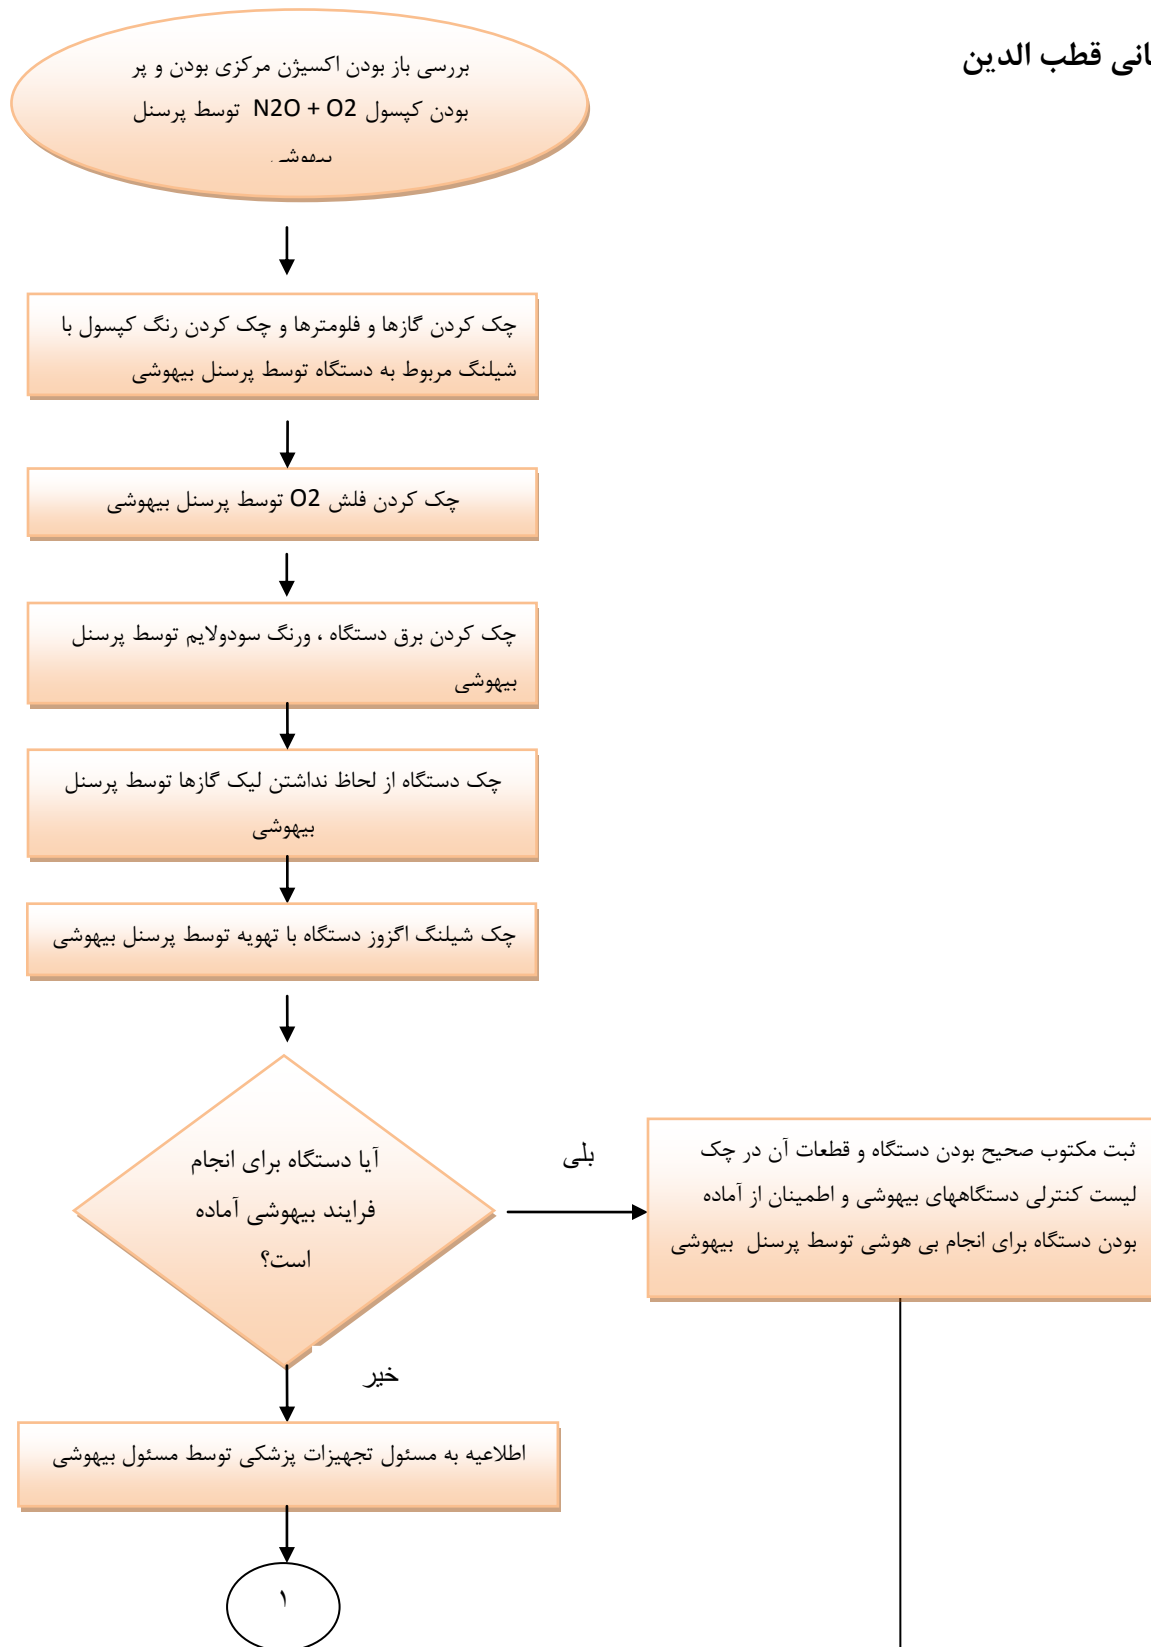 قطب الدین
بررسی باز بودن اکسیژن مرکزی بودن و پر
بودن کپسول N2O + O2 توسط پرسنل
بیهوشی
چک کردن گازها و فلومترها و چک کردن رنگ کپسول با
شیلنگ مربوط به دستگاه توسط پرسنل بیهوشی
چک کردن فلش O2 توسط پرسنل بیهوشی
چک کردن برق دستگاه ، ورنگ سودولایم توسط پرسنل
بیهوشی
چک دستگاه از لحاظ نداشتن لیک گازها توسط پرسنل
بیهوشی
چک شیلنگ اگزوز دستگاه با تهویه توسط پرسنل بیهوشی
آیا دستگاه برای انجام
فرایند بیهوشی آماده
است؟
بلی
ثبت مکتوب صحیح بودن دستگاه و قطعات آن در چک
لیست کنترلی دستگاههای بیهوشی و اطمینان از آماده
بودن دستگاه برای انجام بی هوشی توسط پرسنل بیهوشی
خیر
اطلاعیه به مسئول تجهیزات پزشکی توسط مسئول بیهوشی
۱